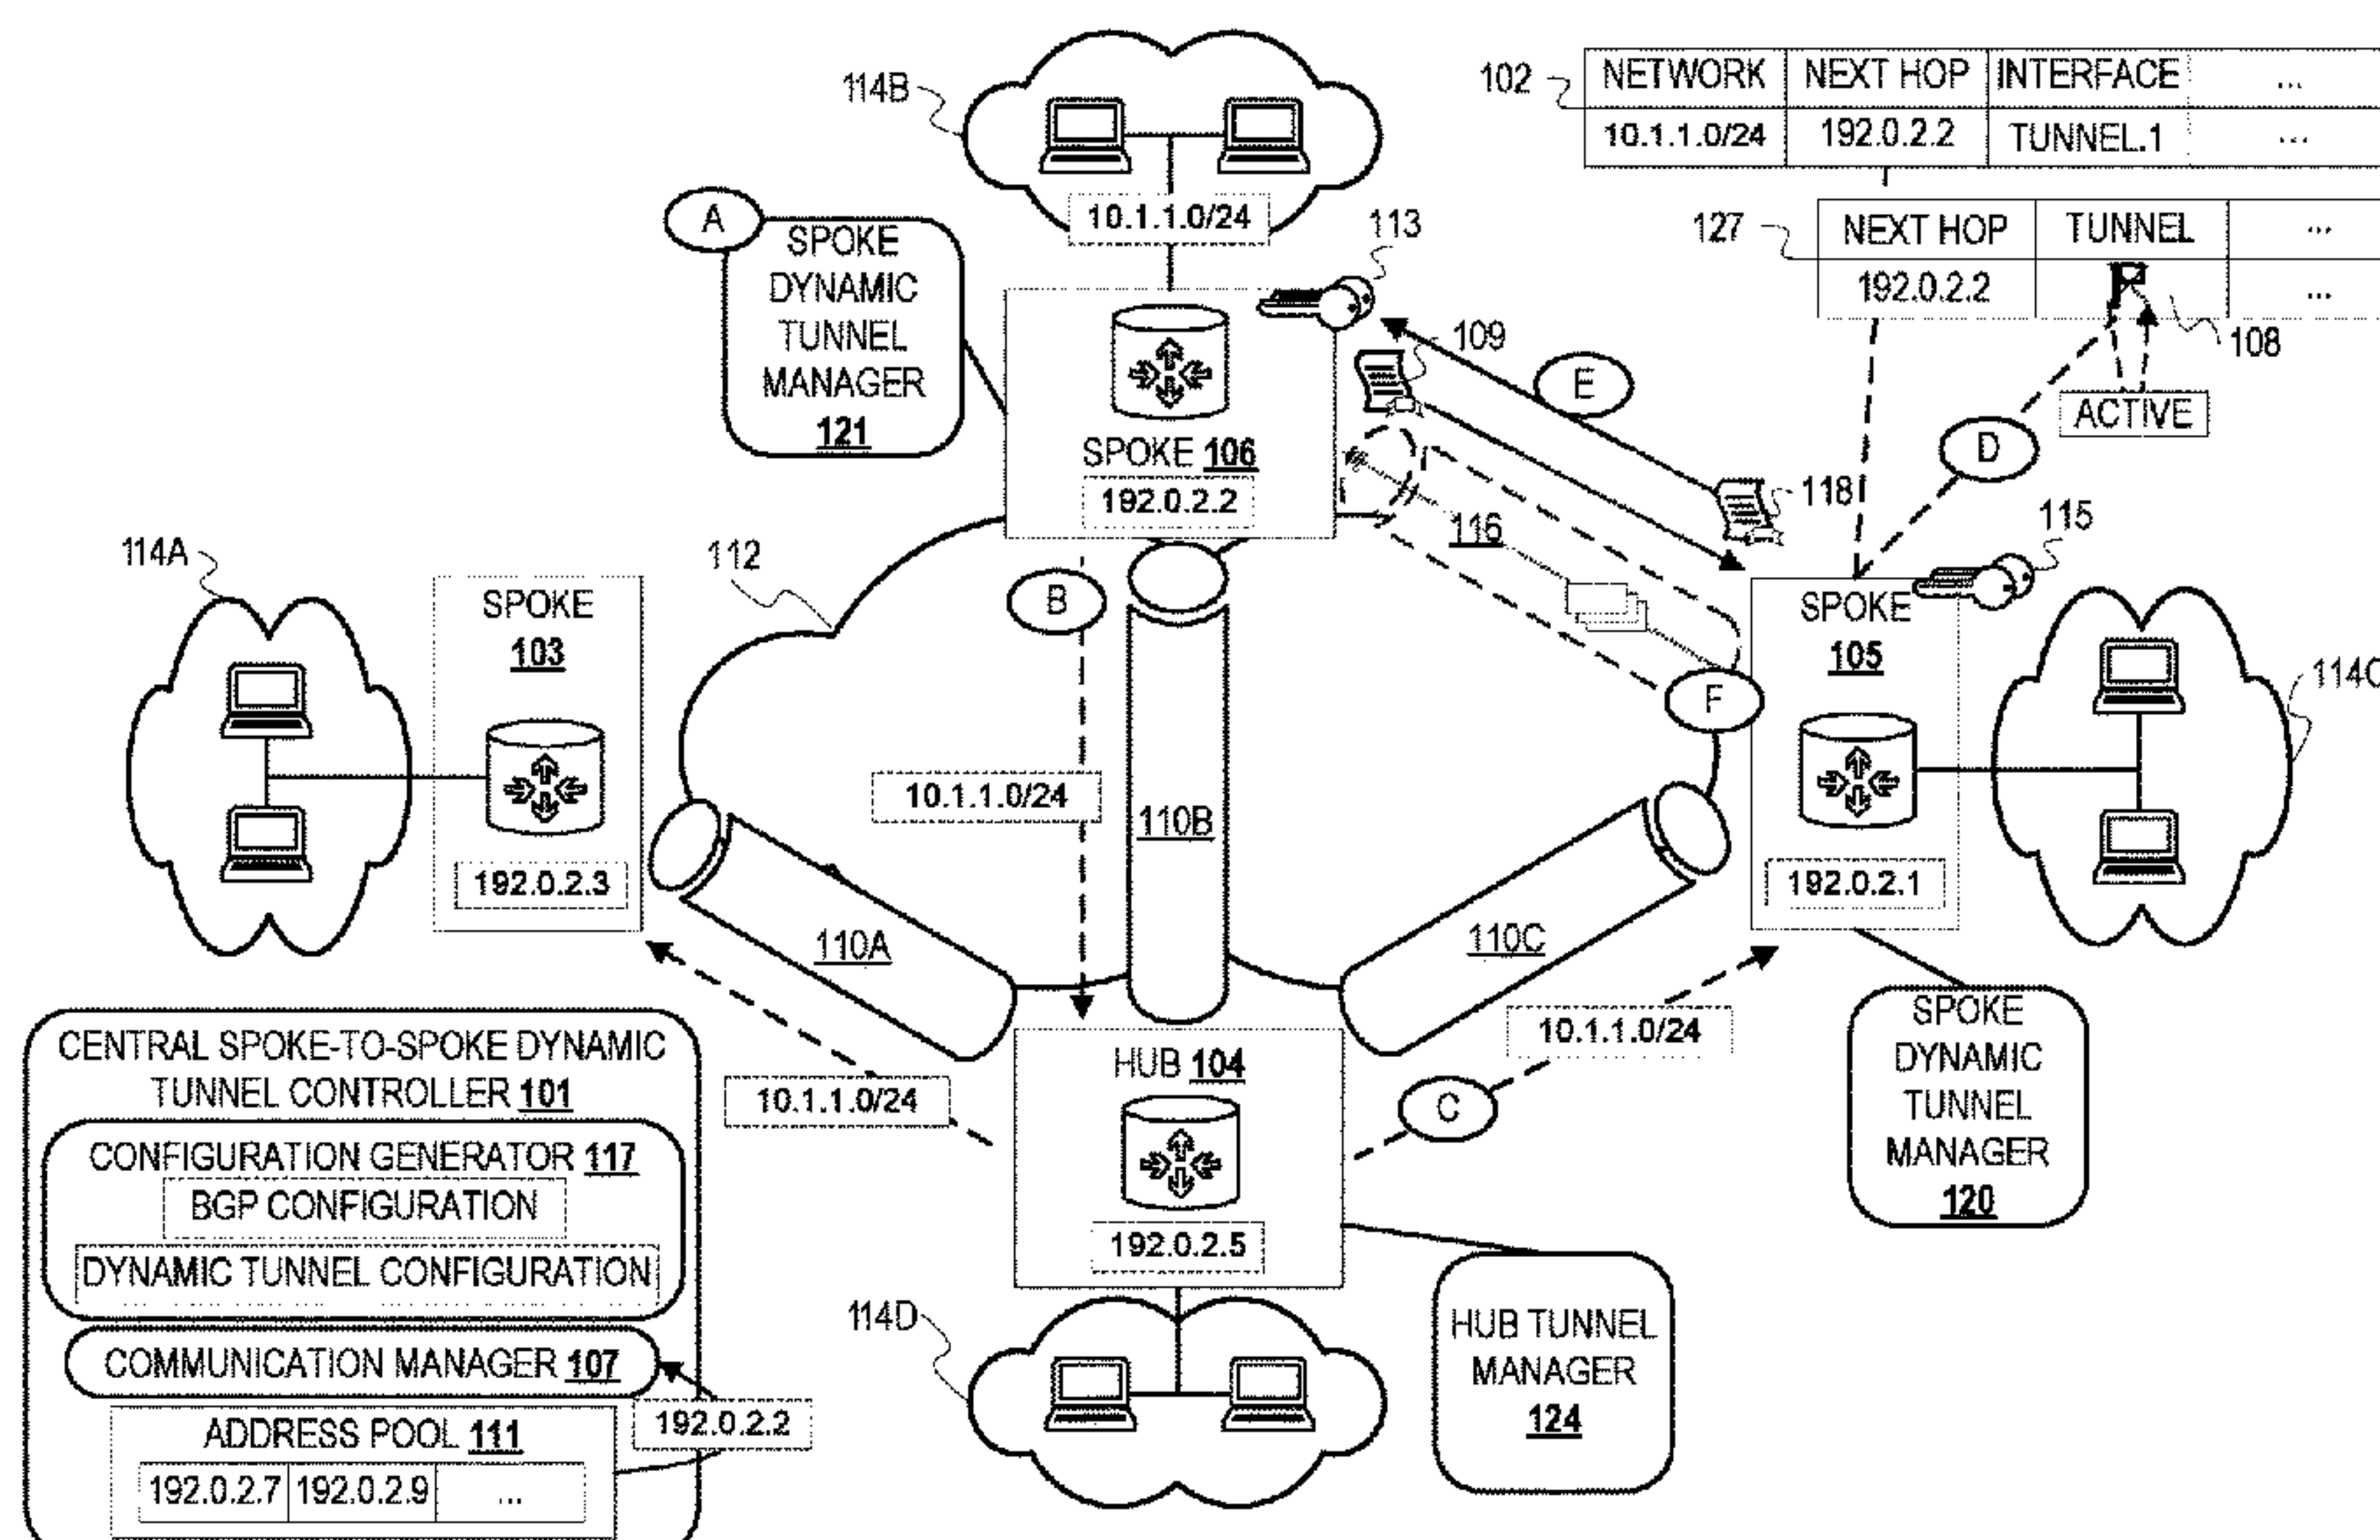 114B
102
NETWORK NEXT HOP INTERFACE ...
10.1.1.0/24 192.0.2.2 TUNNEL.1 ...
127
NEXT HOP TUNNEL ...
192.0.2.2 ...
108
ACTIVE
A
SPOKE
DYNAMIC
TUNNEL
MANAGER
121
10.1.1.0/24
113
109
E
D
SPOKE 106
192.0.2.2
116
118
115
114A
112
B
SPOKE
103
192.0.2.3
SPOKE
105
192.0.2.1
114C
F
10.1.1.0/24
110B
110A
110C
10.1.1.0/24
10.1.1.0/24
C
SPOKE
DYNAMIC
TUNNEL
MANAGER
120
HUB 104
192.0.2.5
114D
HUB TUNNEL
MANAGER
124
CENTRAL SPOKE-TO-SPOKE DYNAMIC
TUNNEL CONTROLLER 101
CONFIGURATION GENERATOR 117
BGP CONFIGURATION
DYNAMIC TUNNEL CONFIGURATION
COMMUNICATION MANAGER 107
192.0.2.2
ADDRESS POOL 111
192.0.2.7 192.0.2.9 ...